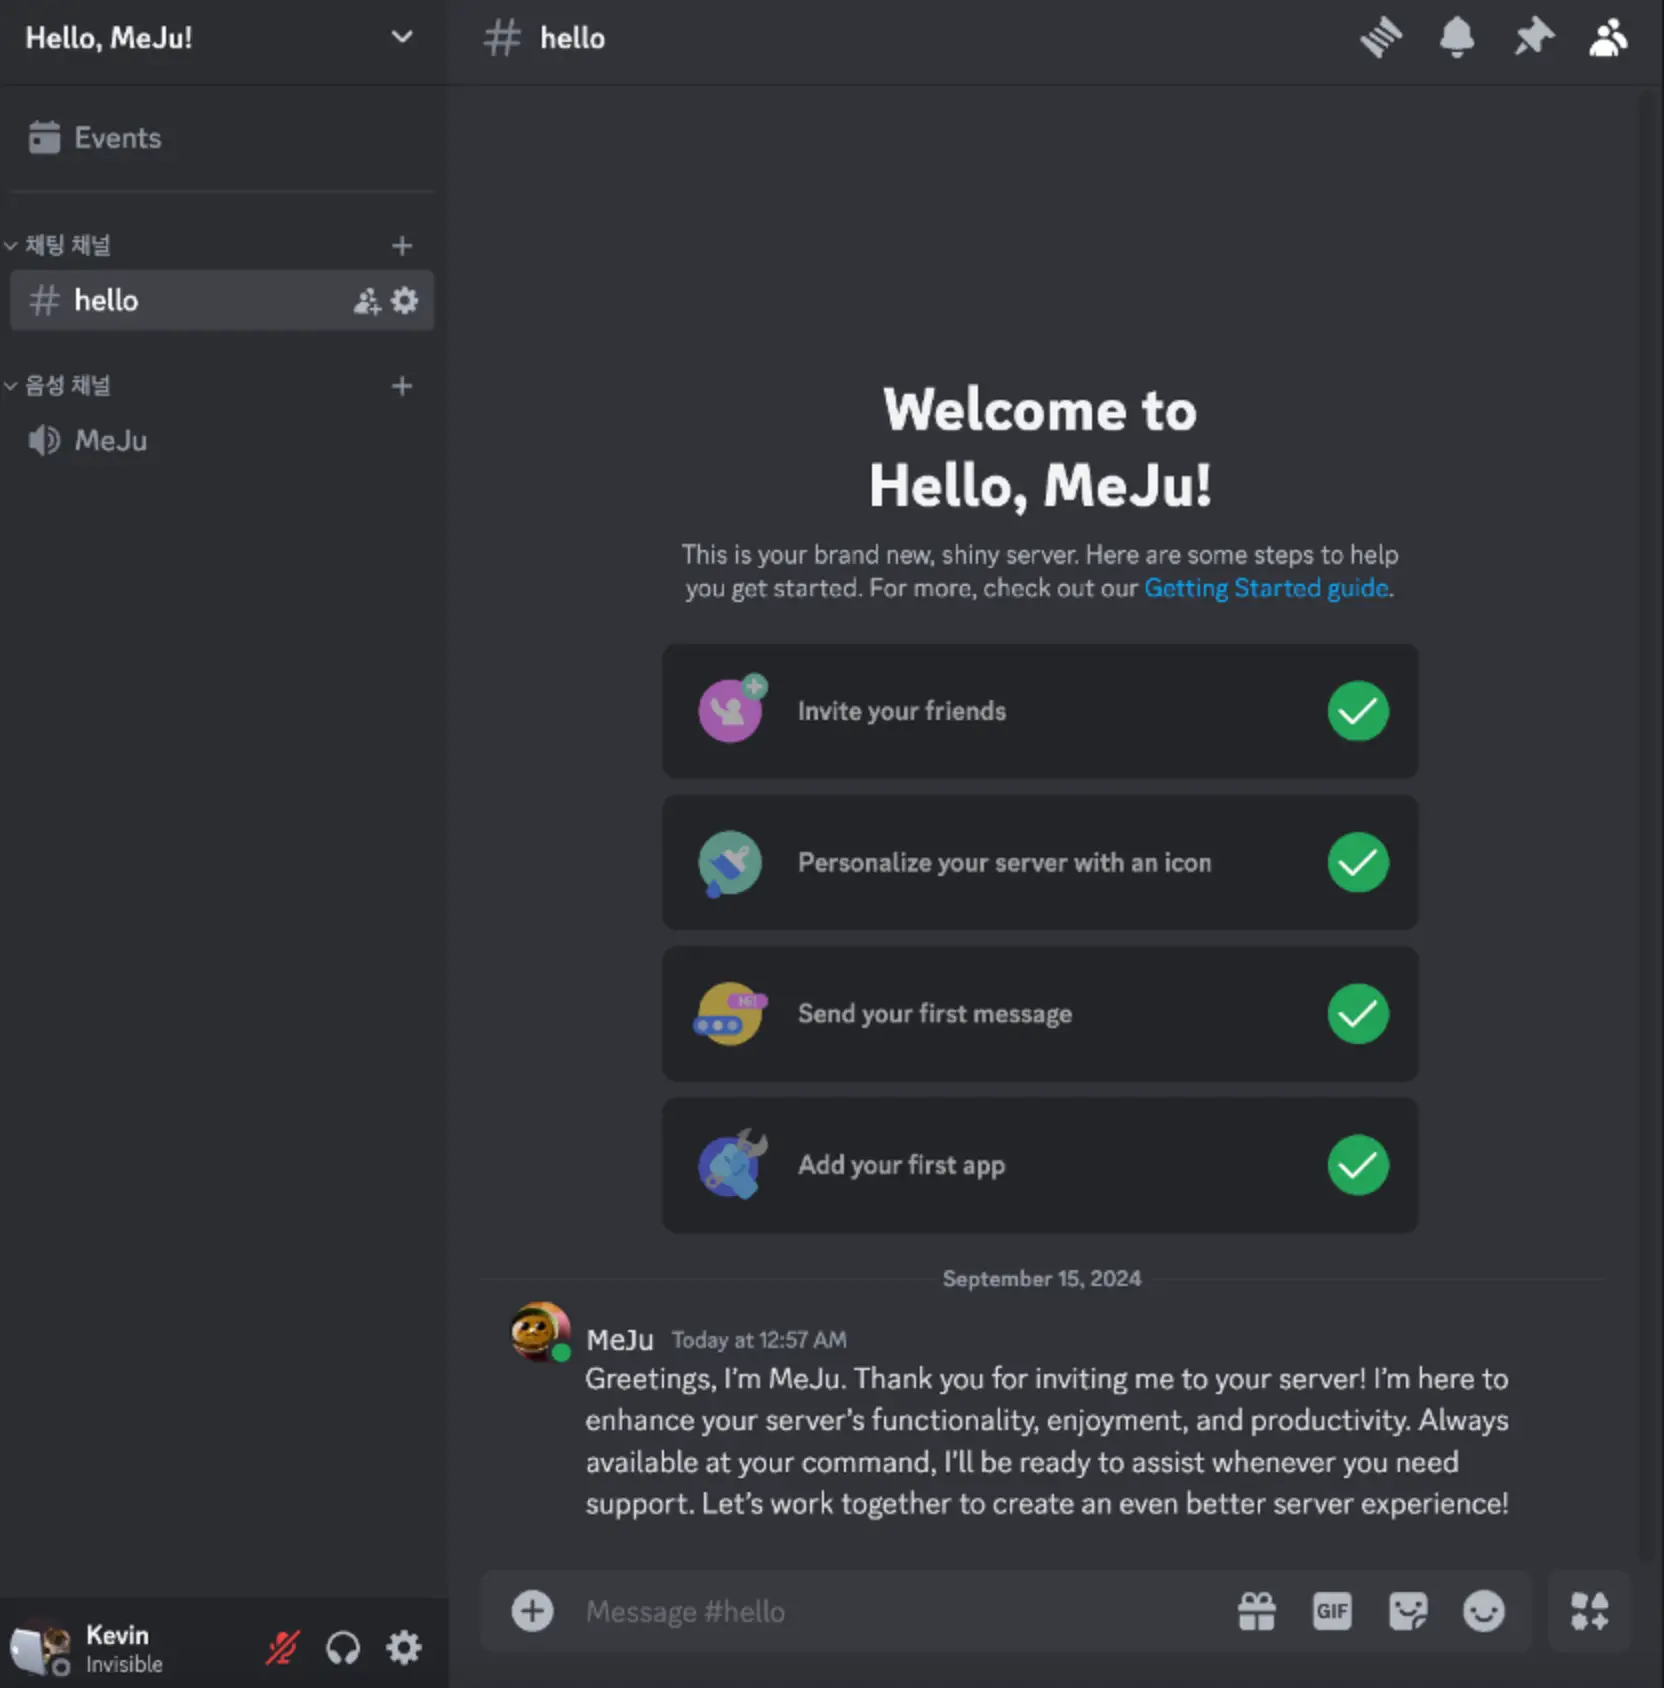 Hello, MeJu!
Events
채팅 채널
hello
음성 채널
MeJu
Kevin
Invisible
hello
Welcome to
Hello, MeJu!
This is your brand new, shiny server. Here are some steps to help
you get started. For more, check out our Getting Started guide.
Invite your friends
Personalize your server with an icon
Hi!
Send your first message
Add your first app
September 15, 2024
MeJu Today at 12:57 AM
Greetings, I'm MeJu. Thank you for inviting me to your server! I'm here to
enhance your server's functionality, enjoyment, and productivity. Always
available at your command, I'll be ready to assist whenever you need
support. Let's work together to create an even better server experience!
Message #hello
GIF